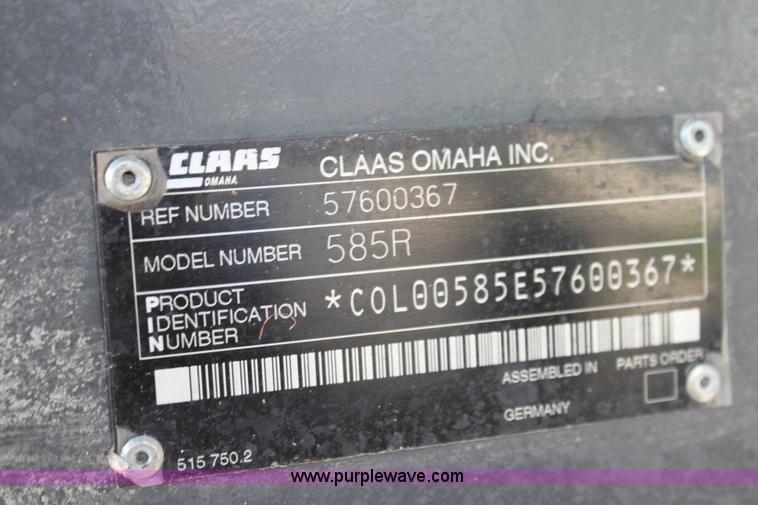 CLAAS
OMAHA
CLAAS OMAHA INC.
REF NUMBER 57600367
MODEL NUMBER 585R
PRODUCT
IDENTIFICATION
NUMBER
*C0L00585E57600367*
ASSEMBLED IN
PARTS ORDER
GERMANY
515 750.2
www.purplewave.com